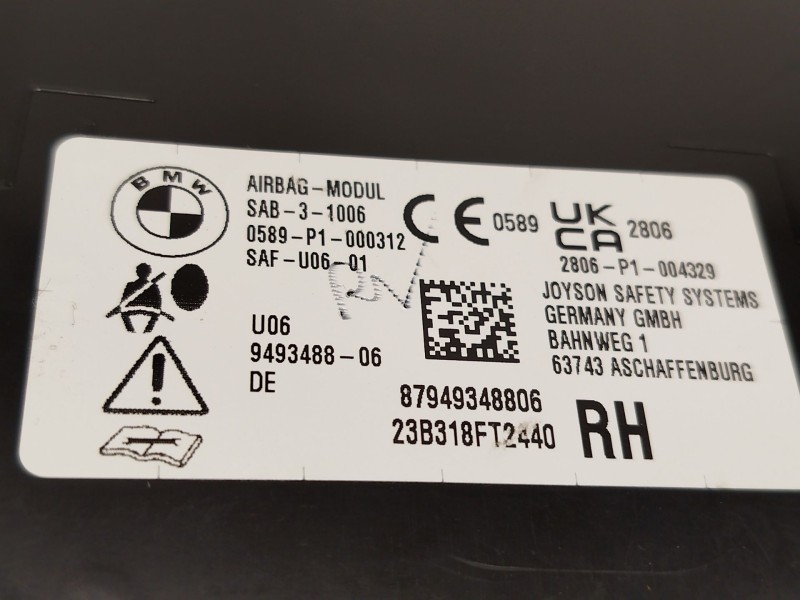 BMW
AIRBAG-MODUL
SAB-3-1006
0589-P1-000312
SAF-U06-01
CE 0589
UK
CA 2806
2806-P1-004329
JOYSON SAFETY SYSTEMS
GERMANY GMBH
BAHNWEG 1
63743 ASCHAFFENBURG
U06
9493488-06
DE
87949348806
23B318FT2440
RH